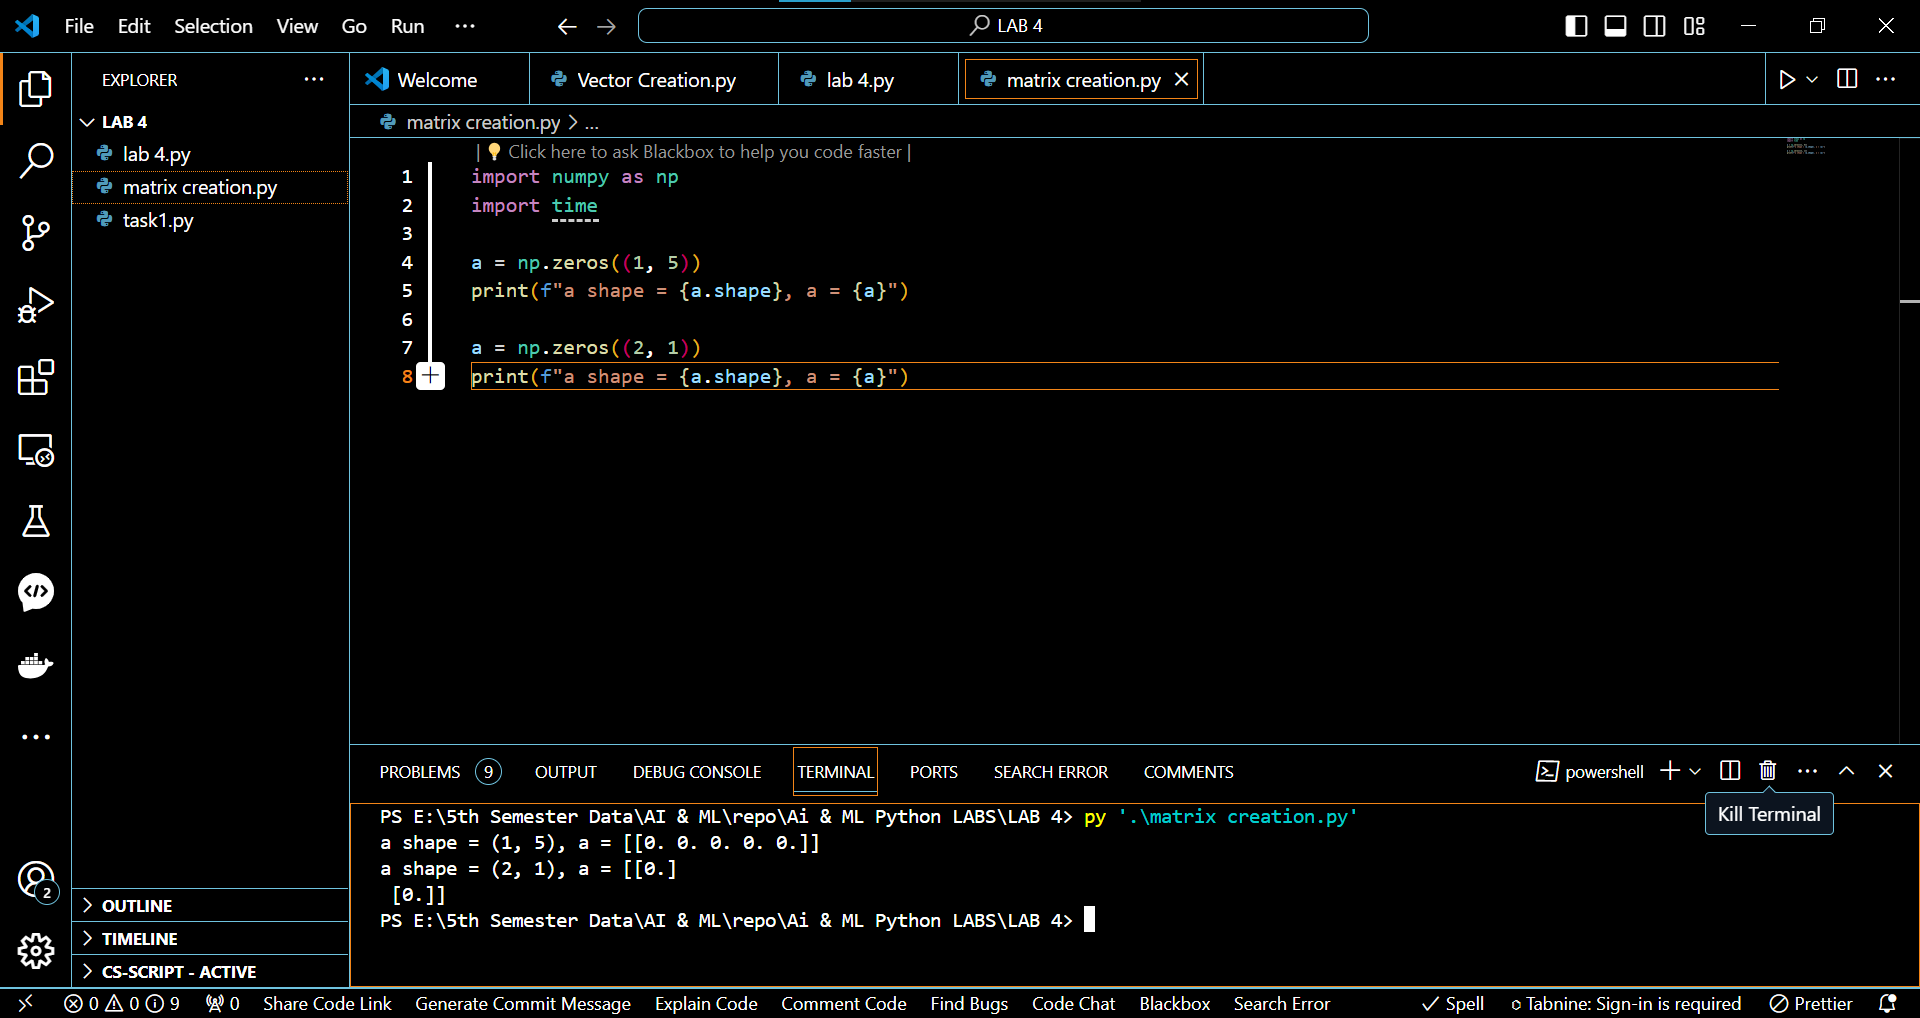 File Edit Selection View Go Run ··· LAB 4
EXPLORER ···
LAB 4
lab 4.py
matrix creation.py
task1.py
OUTLINE
TIMELINE
CS-SCRIPT - ACTIVE
Welcome Vector Creation.py lab 4.py matrix creation.py
matrix creation.py > ...
| Click here to ask Blackbox to help you code faster |
1 import numpy as np
2 import time
3
4 a = np.zeros((1, 5))
5 print(f"a shape = {a.shape}, a = {a}")
6
7 a = np.zeros((2, 1))
8 print(f"a shape = {a.shape}, a = {a}")
PROBLEMS 9 OUTPUT DEBUG CONSOLE TERMINAL PORTS SEARCH ERROR COMMENTS powershell
Kill Terminal
PS E:\5th Semester Data\AI & ML\repo\Ai & ML Python LABS\LAB 4> py '.\matrix creation.py'
a shape = (1, 5), a = [[0. 0. 0. 0. 0.]]
a shape = (2, 1), a = [[0.]
[0.]]
PS E:\5th Semester Data\AI & ML\repo\Ai & ML Python LABS\LAB 4>
2
0 0 9 0 Share Code Link Generate Commit Message Explain Code Comment Code Find Bugs Code Chat Blackbox Search Error Spell Tabnine: Sign-in is required Prettier